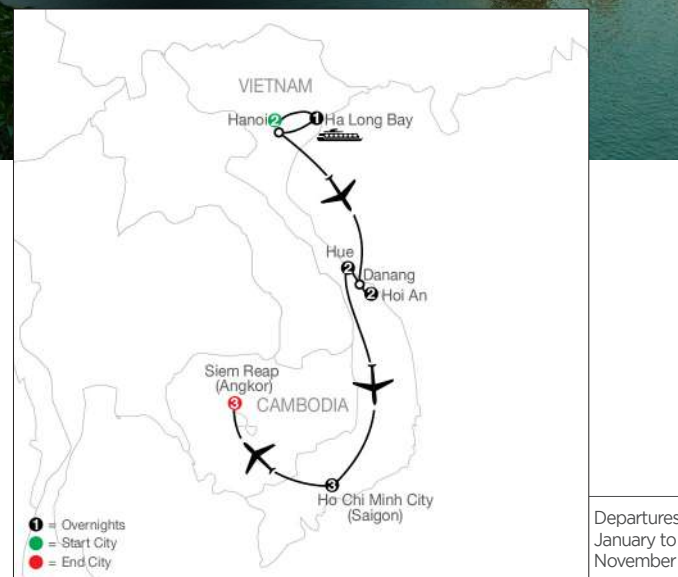 VIETNAM
Hanoi 2
1 Ha Long Bay
Hue
2
Danang
2 Hoi An
Siem Reap
(Angkor)
3
CAMBODIA
3
Ho Chi Minh City
(Saigon)
1 = Overnights
= Start City
= End City
Departures
January to
November